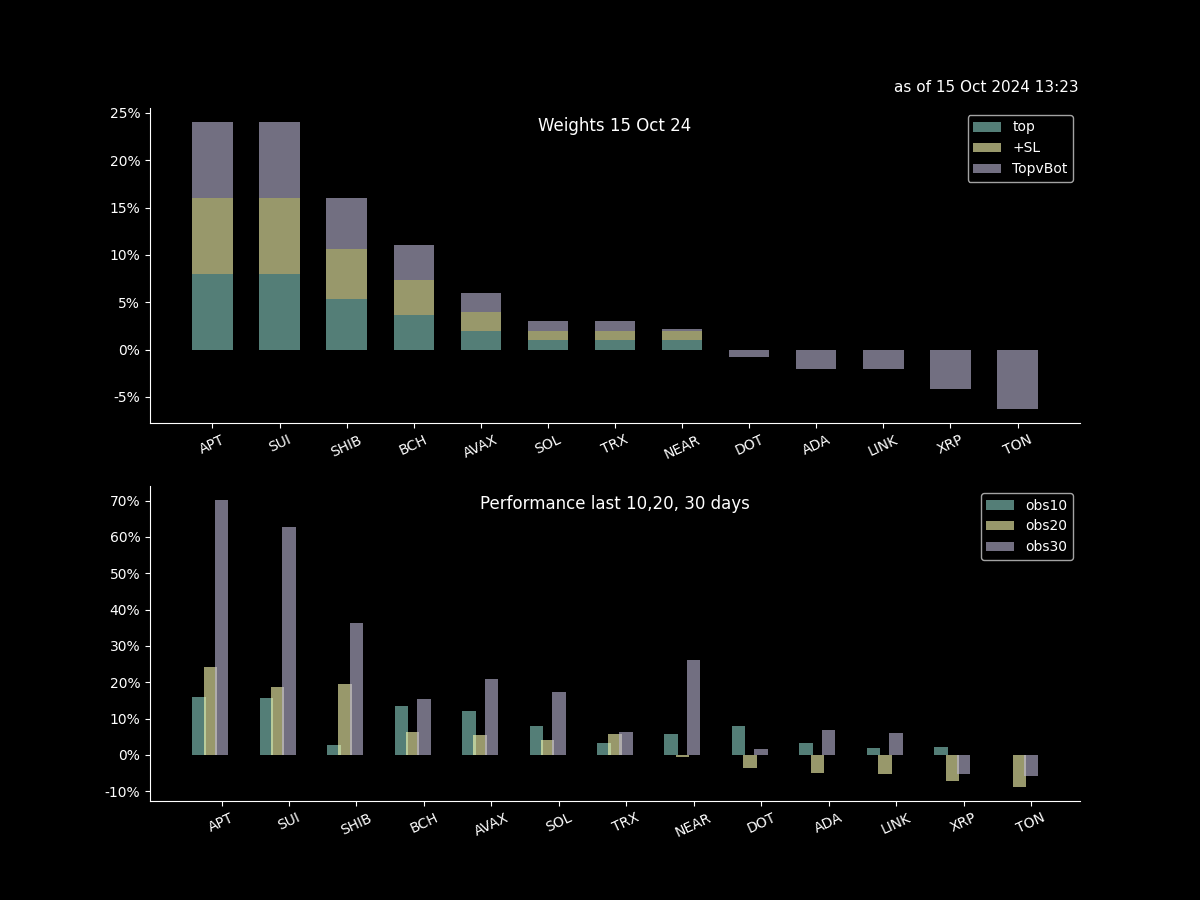 as of 15 Oct 2024 13:23
Weights 15 Oct 24
25%
20%
15%
10%
5%
0%
-5%
top
+SL
TopvBot
APT SUI SHIB BCH AVAX SOL TRX NEAR DOT ADA LINK XRP TON
Performance last 10,20, 30 days
70%
60%
50%
40%
30%
20%
10%
0%
-10%
obs10
obs20
obs30
APT SUI SHIB BCH AVAX SOL TRX NEAR DOT ADA LINK XRP TON